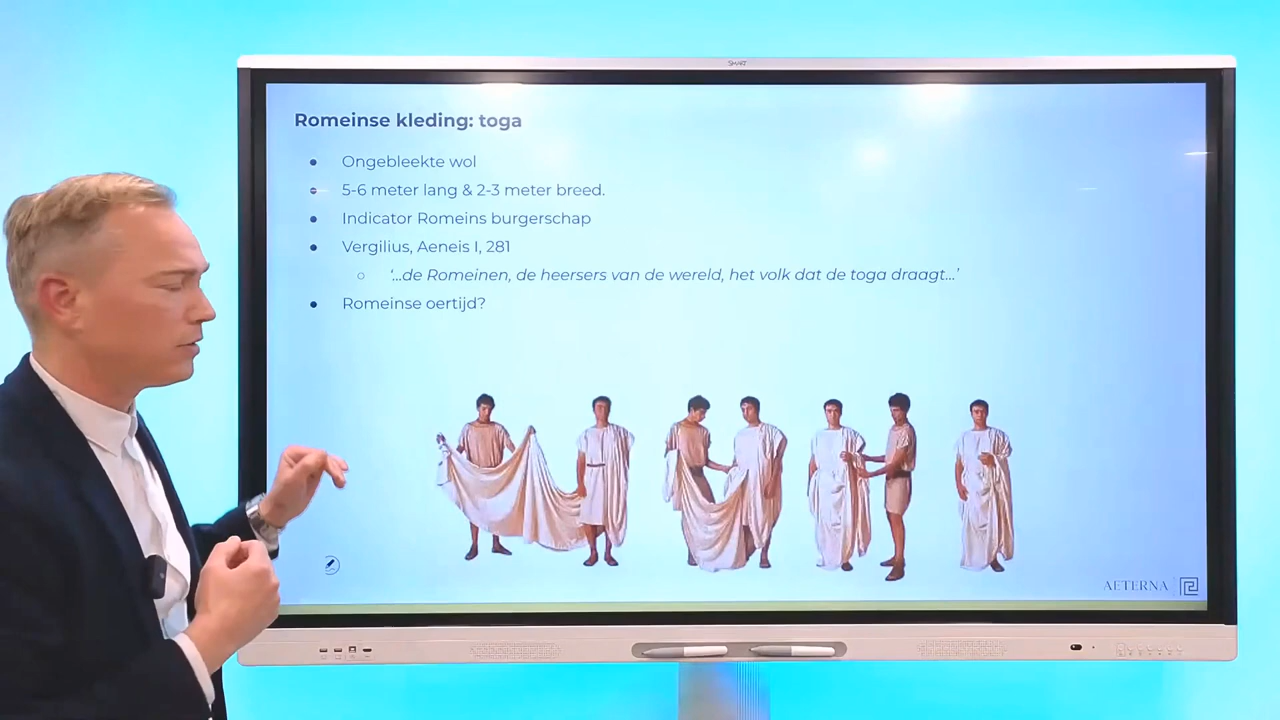 SMART
Romeinse kleding: toga
● Ongebleekte wol
● 5-6 meter lang & 2-3 meter breed.
● Indicator Romeins burgerschap
● Vergilius, Aeneis I, 281
○ ‘...de Romeinen, de heersers van de wereld, het volk dat de toga draagt...’
● Romeinse oertijd?
AETERNA